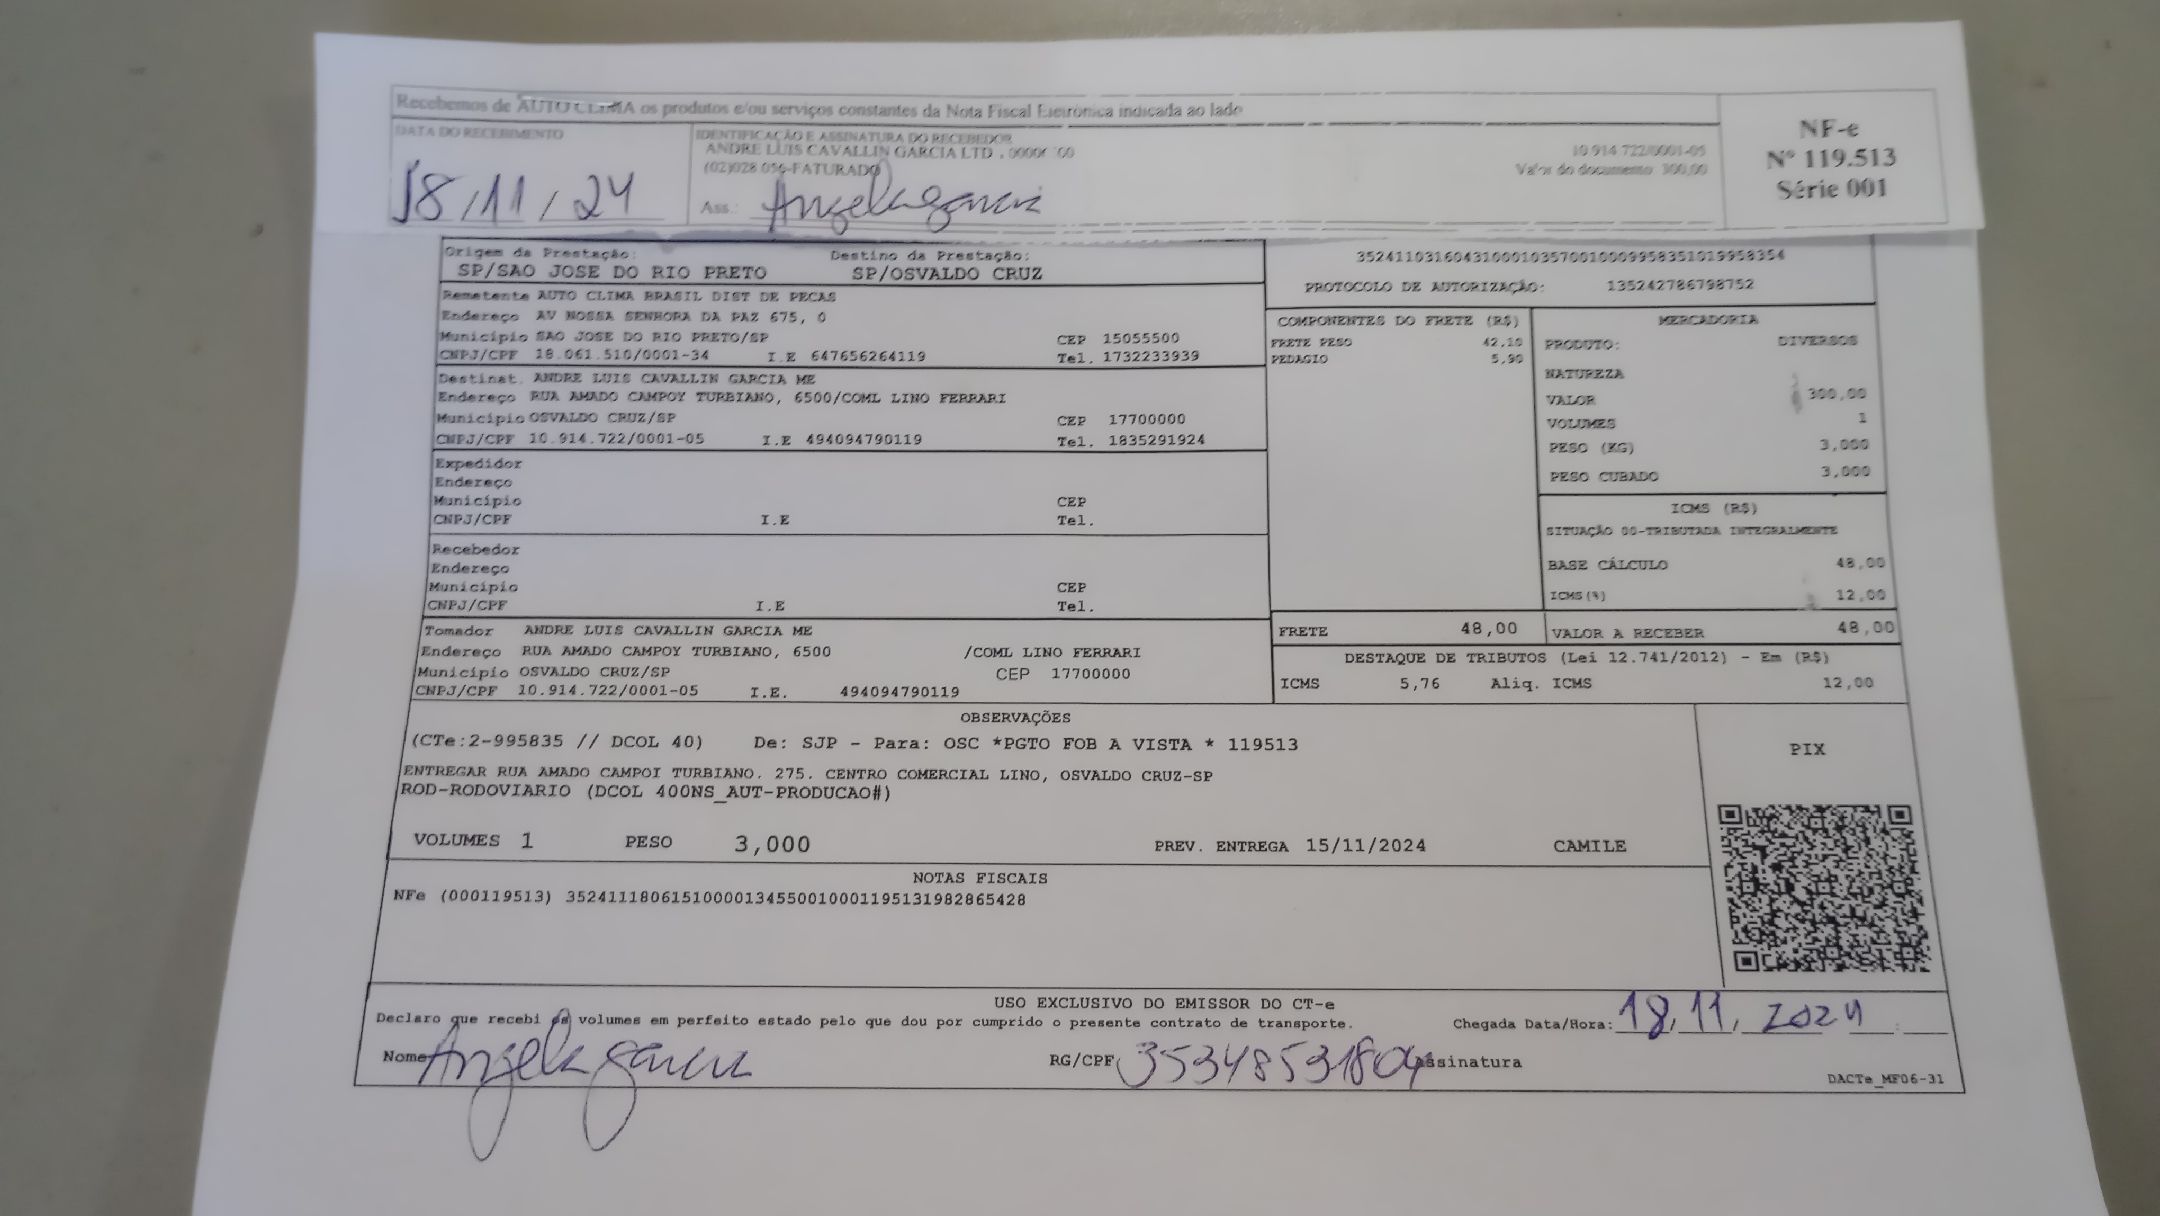 Recebemos de AUTO CLIMA os produtos e/ou serviços constantes da Nota Fiscal Eletrônica indicada ao lado
DATA DO RECEBIMENTO
18/11/24
IDENTIFICAÇÃO E ASSINATURA DO RECEBEDOR
ANDRE LUIS CAVALLIN GARCIA LTD
-FATURADO
Ass.: Angela Garcia
10.914.722/0001-05
Valor do documento 300,00
NF-e
Nº 119.513
Série 001
Origem da Prestação: Destino da Prestação:
SP/SAO JOSE DO RIO PRETO SP/OSVALDO CRUZ
35241103160431000103570010009958351019958354
PROTOCOLO DE AUTORIZAÇÃO: 135242786798752
Remetente AUTO CLIMA BRASIL DIST DE PECAS
Endereço AV NOSSA SENHORA DA PAZ 675, 0
Município SAO JOSE DO RIO PRETO/SP CEP 15055500
CNPJ/CPF 18.061.510/0001-34 I.E 647656264119 Tel. 1732233939
Destinat. ANDRE LUIS CAVALLIN GARCIA ME
Endereço RUA AMADO CAMPOY TURBIANO, 6500/COML LINO FERRARI
Município OSVALDO CRUZ/SP CEP 17700000
CNPJ/CPF 10.914.722/0001-05 I.E 494094790119 Tel. 1835291924
Expedidor
Endereço
Município CEP
CNPJ/CPF I.E Tel.
Recebedor
Endereço
Município CEP
CNPJ/CPF I.E Tel.
Tomador ANDRE LUIS CAVALLIN GARCIA ME
Endereço RUA AMADO CAMPOY TURBIANO, 6500 /COML LINO FERRARI
Município OSVALDO CRUZ/SP CEP 17700000
CNPJ/CPF 10.914.722/0001-05 I.E. 494094790119
COMPONENTES DO FRETE (R$)
FRETE PESO 42,10
PEDAGIO 5,90
MERCADORIA
PRODUTO: DIVERSOS
NATUREZA
VALOR 300,00
VOLUMES 1
PESO (KG) 3,000
PESO CUBADO 3,000
ICMS (R$)
SITUAÇÃO 00-TRIBUTADA INTEGRALMENTE
BASE CÁLCULO 48,00
ICMS(%) 12,00
FRETE 48,00 VALOR A RECEBER 48,00
DESTAQUE DE TRIBUTOS (Lei 12.741/2012) - Em (R$)
ICMS 5,76 Aliq. ICMS 12,00
OBSERVAÇÕES
(CTe:2-995835 // DCOL 40) De: SJP - Para: OSC *PGTO FOB A VISTA * 119513
ENTREGAR RUA AMADO CAMPOI TURBIANO. 275. CENTRO COMERCIAL LINO, OSVALDO CRUZ-SP
ROD-RODOVIARIO (DCOL 400NS_AUT-PRODUCAO#)
VOLUMES 1 PESO 3,000 PREV. ENTREGA 15/11/2024 CAMILE
PIX
NOTAS FISCAIS
NFe (000119513) 35241118061510000134550010001195131982865428
USO EXCLUSIVO DO EMISSOR DO CT-e
Declaro que recebi os volumes em perfeito estado pelo que dou por cumprido o presente contrato de transporte. Chegada Data/Hora: 18/11/2024 :
Nome Angela Garcia RG/CPF 35348531804 Assinatura
DACTe_MF06-31